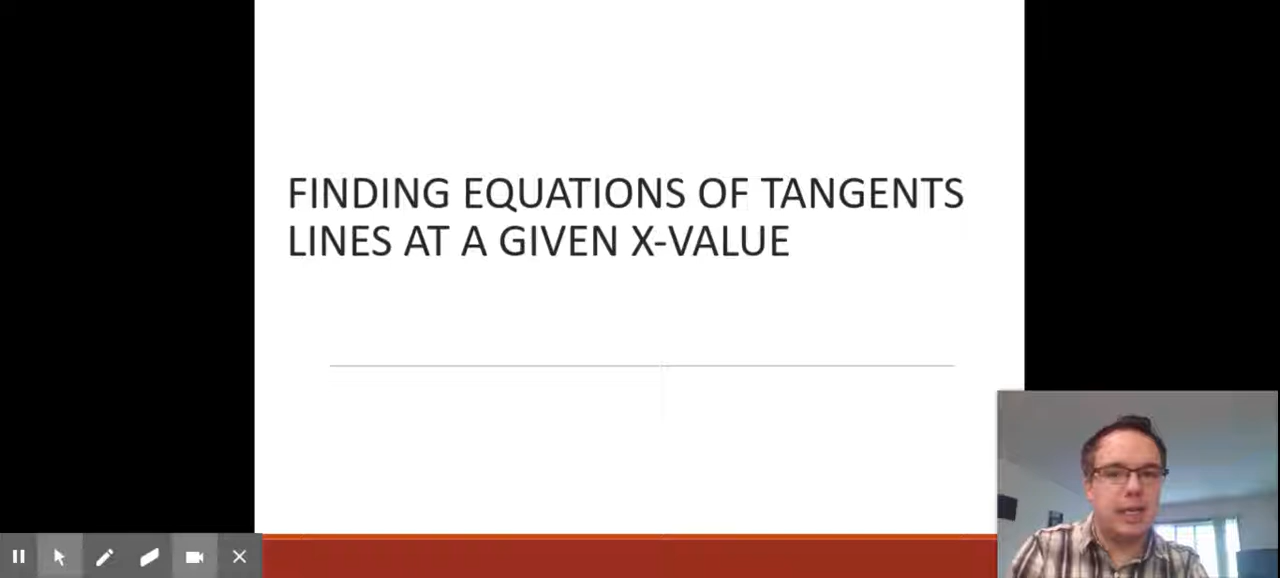 FINDING EQUATIONS OF TANGENTS
LINES AT A GIVEN X-VALUE